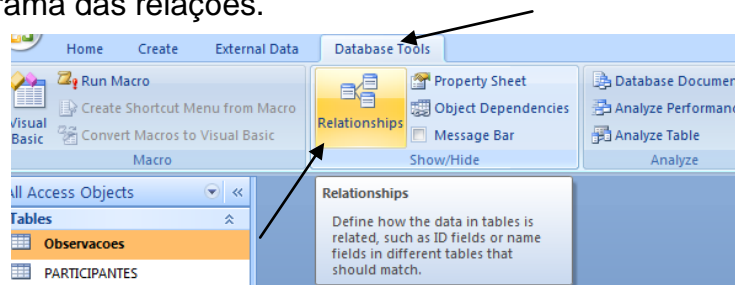 rama das relações.
Home Create External Data Database Tools
Visual Basic
Run Macro
Create Shortcut Menu from Macro
Convert Macros to Visual Basic
Macro
Relationships
Property Sheet
Object Dependencies
Message Bar
Show/Hide
Database Documen
Analyze Performanc
Analyze Table
Analyze
All Access Objects
Tables
Observacoes
PARTICIPANTES
Relationships
Define how the data in tables is
related, such as ID fields or name
fields in different tables that
should match.